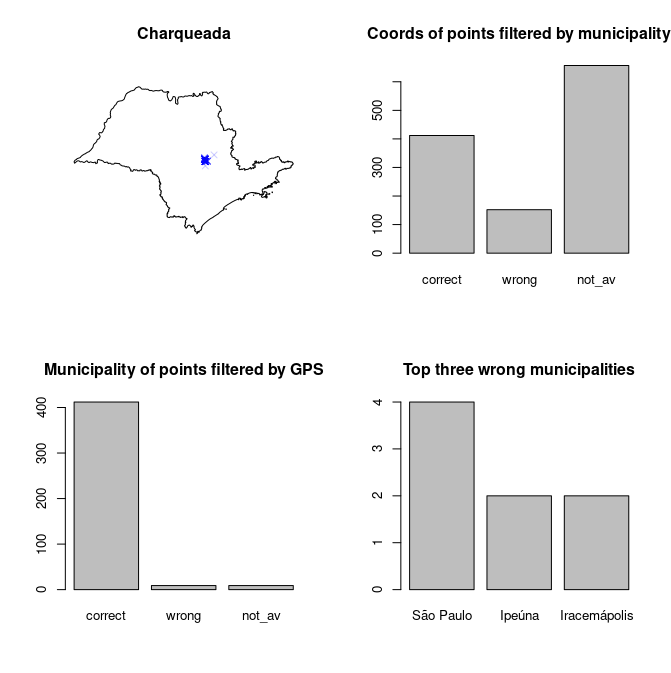 Charqueada
Coords of points filtered by municipality
500
300
100
0
correct wrong not_av
Municipality of points filtered by GPS
400
300
200
100
0
correct wrong not_av
Top three wrong municipalities
4
3
2
1
0
São Paulo Ipeúna Iracemápolis